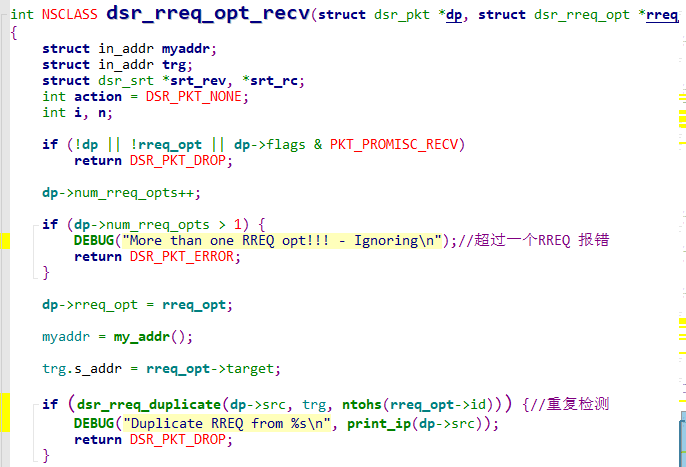 int NSCLASS dsr_rreq_opt_recv(struct dsr_pkt *dp, struct dsr_rreq_opt *rreq_
{
struct in_addr myaddr;
struct in_addr trg;
struct dsr_srt *srt_rev, *srt_rc;
int action = DSR_PKT_NONE;
int i, n;
if (!dp || !rreq_opt || dp->flags & PKT_PROMISC_RECV)
return DSR_PKT_DROP;
dp->num_rreq_opts++;
if (dp->num_rreq_opts > 1) {
DEBUG("More than one RREQ opt!!! - Ignoring\n");//超过一个RREQ 报错
return DSR_PKT_ERROR;
}
dp->rreq_opt = rreq_opt;
myaddr = my_addr();
trg.s_addr = rreq_opt->target;
if (dsr_rreq_duplicate(dp->src, trg, ntohs(rreq_opt->id))) {//重复检测
DEBUG("Duplicate RREQ from %s\n", print_ip(dp->src));
return DSR_PKT_DROP;
}